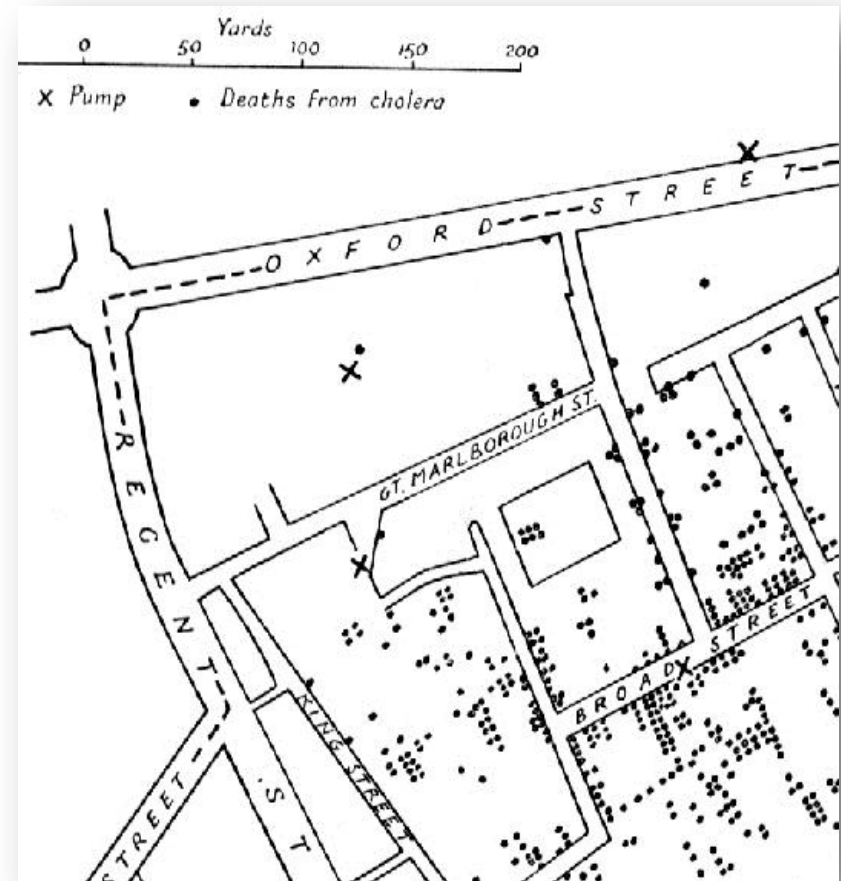 Yards
0 50 100 150 200
X Pump • Deaths from cholera
OXFORD STREET
REGENT ST
GT. MARLBOROUGH ST.
BROAD STREET
KING STREET
STREET